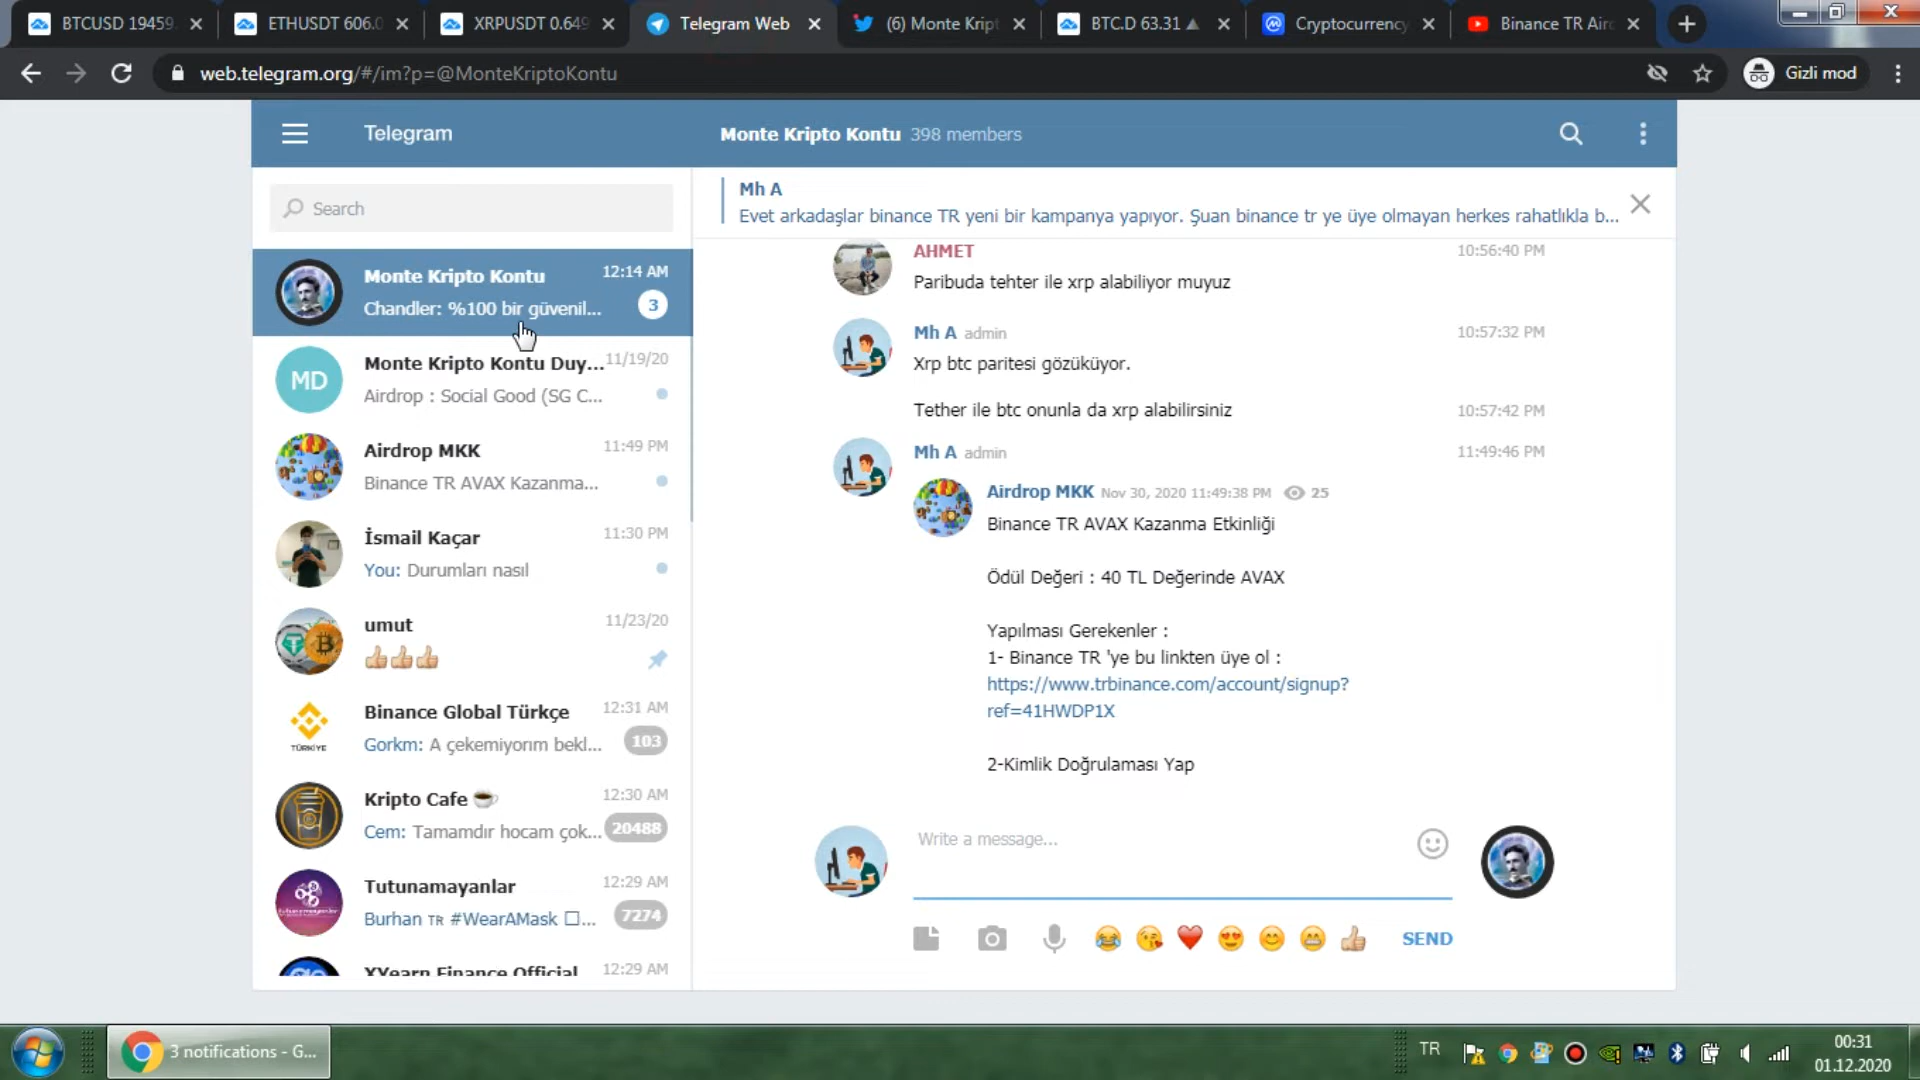 BTCUSD 19459.
ETHUSDT 606.0
XRPUSDT 0.649
Telegram Web
(6) Monte Kript
BTC.D 63.31 ▲
Cryptocurrency
Binance TR Air
web.telegram.org/#/im?p=@MonteKriptoKontu
Gizli mod
Telegram
Monte Kripto Kontu 398 members
Search
Mh A
Evet arkadaşlar binance TR yeni bir kampanya yapıyor. Şuan binance tr ye üye olmayan herkes rahatlıkla b...
Monte Kripto Kontu 12:14 AM
Chandler: %100 bir güvenil... 3
MD
Monte Kripto Kontu Duy... 11/19/20
Airdrop : Social Good (SG C...
Airdrop MKK 11:49 PM
Binance TR AVAX Kazanma...
İsmail Kaçar 11:30 PM
You: Durumları nasıl
umut 11/23/20
👍👍👍
Binance Global Türkçe 12:31 AM
Gorkm: A çekemiyorım bekl... 103
TÜRKİYE
Kripto Cafe ☕ 12:30 AM
Cem: Tamamdır hocam çok... 20488
Tutunamayanlar 12:29 AM
Burhan TR #WearAMask □... 7274
XYearn Finance Official 12:29 AM
AHMET 10:56:40 PM
Paribuda tehter ile xrp alabiliyor muyuz
Mh A admin 10:57:32 PM
Xrp btc paritesi gözüküyor.
Tether ile btc onunla da xrp alabilirsiniz 10:57:42 PM
Mh A admin 11:49:46 PM
Airdrop MKK Nov 30, 2020 11:49:38 PM 25
Binance TR AVAX Kazanma Etkinliği
Ödül Değeri : 40 TL Değerinde AVAX
Yapılması Gerekenler :
1- Binance TR 'ye bu linkten üye ol :
https://www.trbinance.com/account/signup?
ref=41HWDP1X
2-Kimlik Doğrulaması Yap
Write a message...
SEND
3 notifications - G...
TR
00:31
01.12.2020